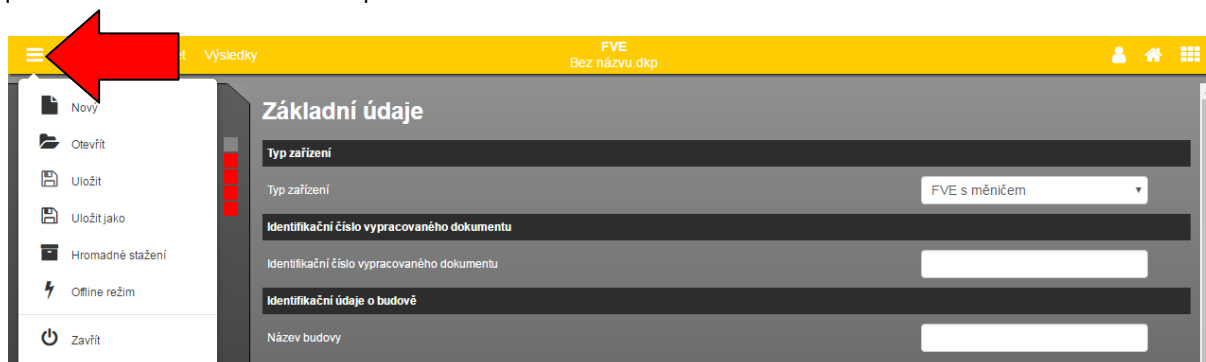 Výsledky
FVE
Bez názvu.dkp
Nový
Otevřít
Uložit
Uložit jako
Hromadné stažení
Offline režim
Zavřít
Základní údaje
Typ zařízení
Typ zařízení
FVE s měničem
Identifikační číslo vypracovaného dokumentu
Identifikační číslo vypracovaného dokumentu
Identifikační údaje o budově
Název budovy